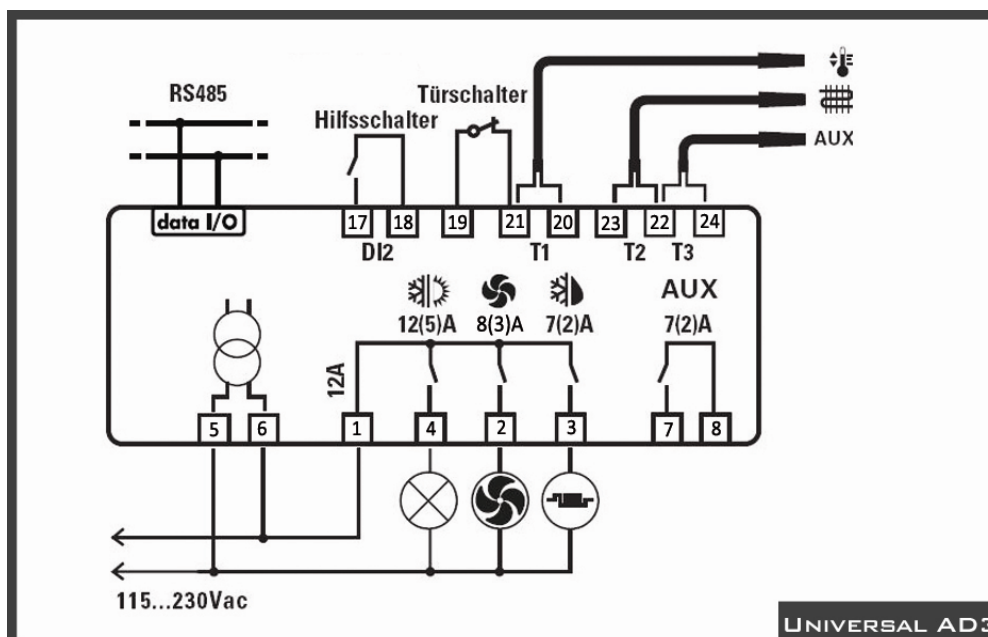 RS485
Türschalter
Hilfsschalter
AUX
data I/O
17 18 19 21 20 23 22 24
DI2 T1 T2 T3
AUX
12(5)A 8(3)A 7(2)A 7(2)A
12A
5 6 1 4 2 3 7 8
115...230Vac
UNIVERSAL AD3